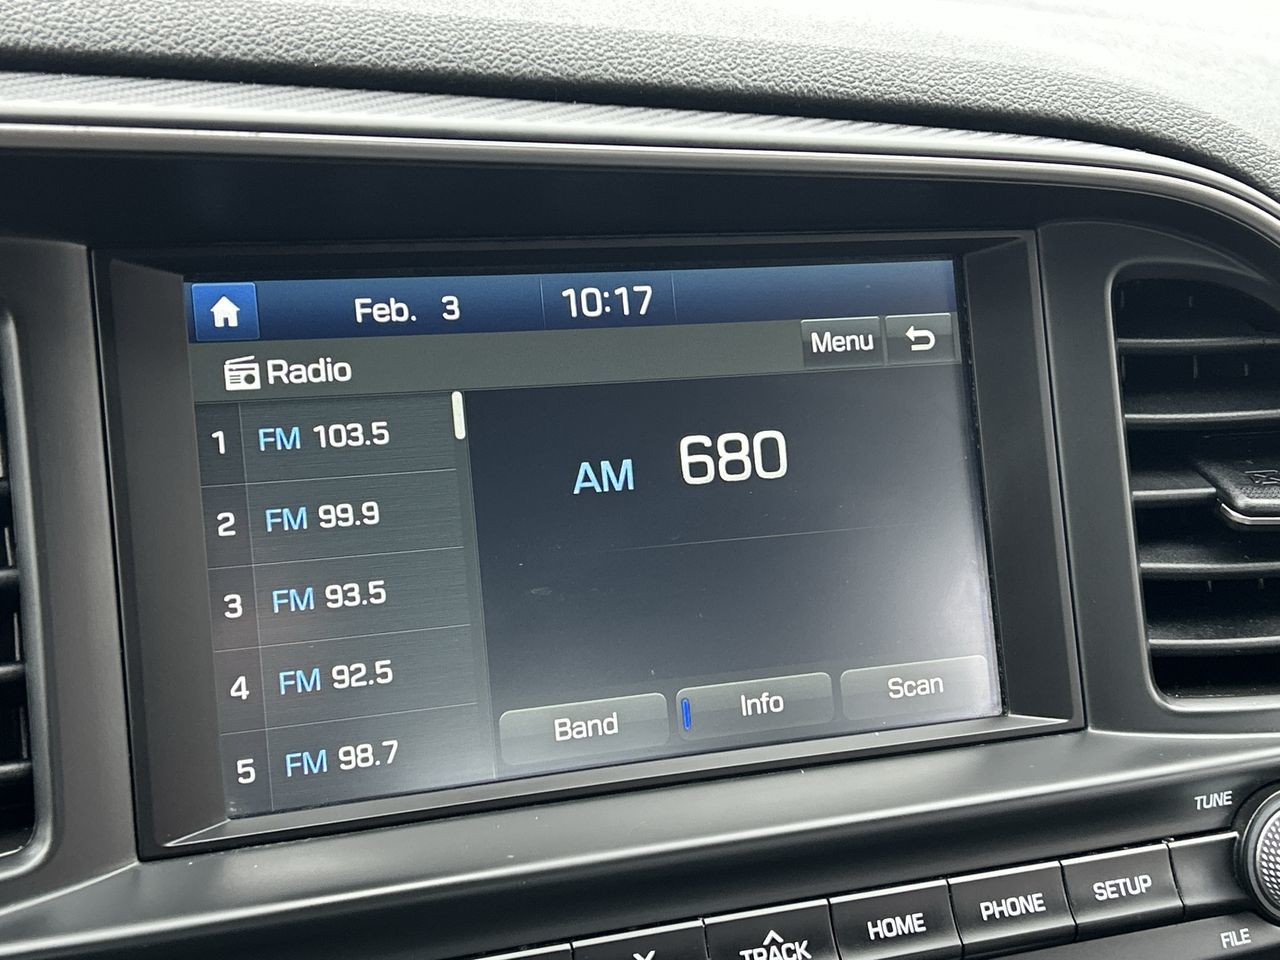 Feb. 3 10:17
Radio Menu
1 FM 103.5
AM 680
2 FM 99.9
3 FM 93.5
4 FM 92.5
5 FM 98.7
Band Info Scan
TUNE
TRACK HOME PHONE SETUP
FILE